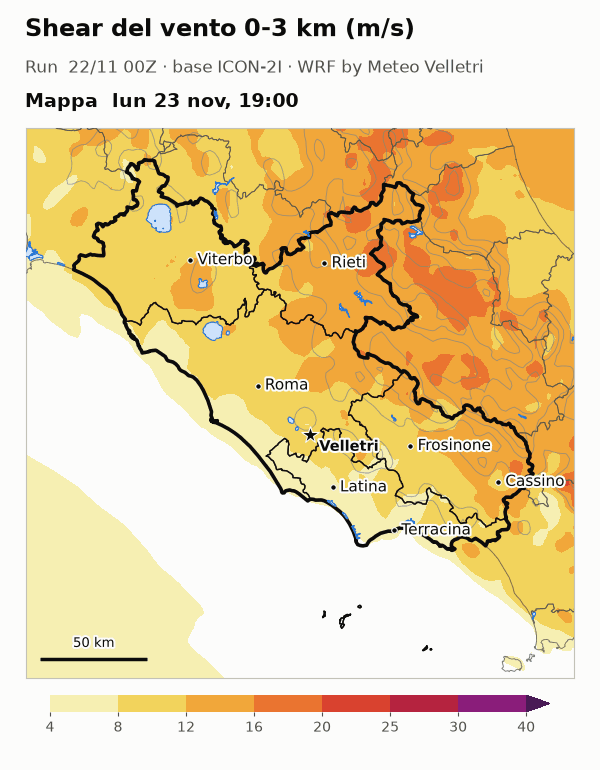 Shear del vento 0-3 km (m/s)
Run  22/11 00Z · base ICON-2I · WRF by Meteo Velletri
Mappa  lun 23 nov, 19:00
Viterbo
Rieti
Roma
Velletri
Frosinone
Cassino
Latina
Terracina
50 km
4 8 12 16 20 25 30 40